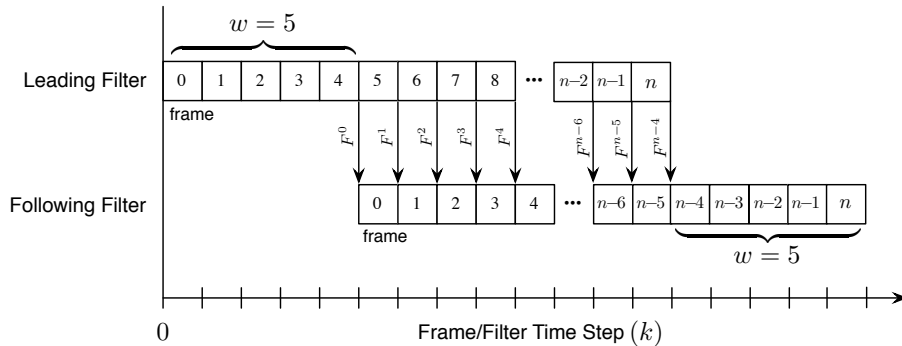 w = 5
Leading Filter
0 1 2 3 4 5 6 7 8 ... n−2 n−1 n
frame
F^0 F^1 F^2 F^3 F^4 F^{n−6} F^{n−5} F^{n−4}
Following Filter
0 1 2 3 4 ... n−6 n−5 n−4 n−3 n−2 n−1 n
frame
w = 5
0
Frame/Filter Time Step (k)